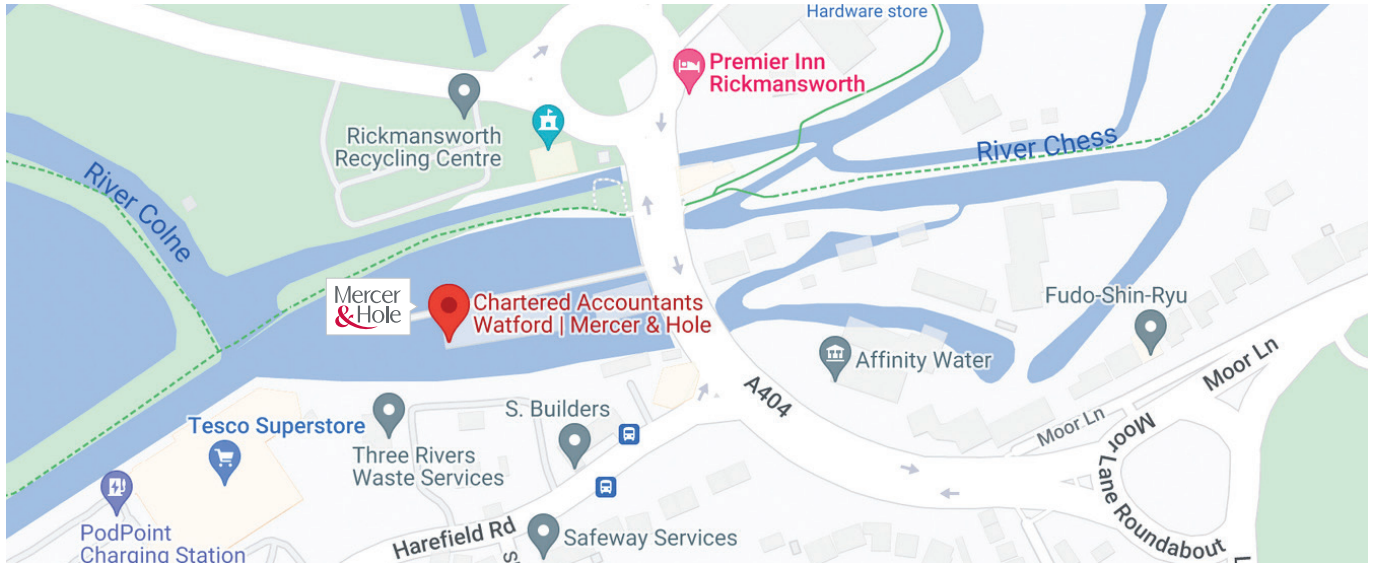 Hardware store
Premier Inn
Rickmansworth
Rickmansworth
Recycling Centre
River Chess
River Colne
Mercer
&Hole
Chartered Accountants
Watford | Mercer & Hole
Fudo-Shin-Ryu
Affinity Water
Moor Ln
A404
S. Builders
Moor Ln
Tesco Superstore
Three Rivers
Waste Services
Moor Lane Roundabout
PodPoint
Charging Station
Harefield Rd
Safeway Services